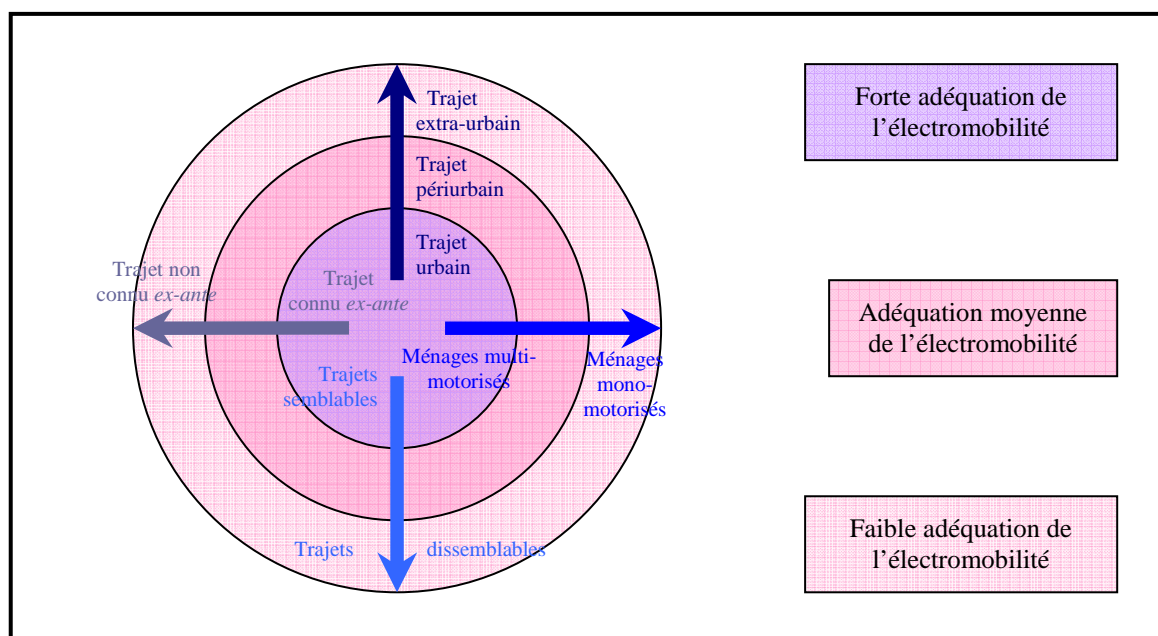 Trajet
extra-urbain
Trajet
périurbain
Trajet
urbain
Trajet non
connu ex-ante
Trajet
connu ex-ante
Ménages multi-
motorisés
Ménages
mono-
motorisés
Trajets
semblables
Trajets
dissemblables
Forte adéquation de
l’électromobilité
Adéquation moyenne
de l’électromobilité
Faible adéquation de
l’électromobilité